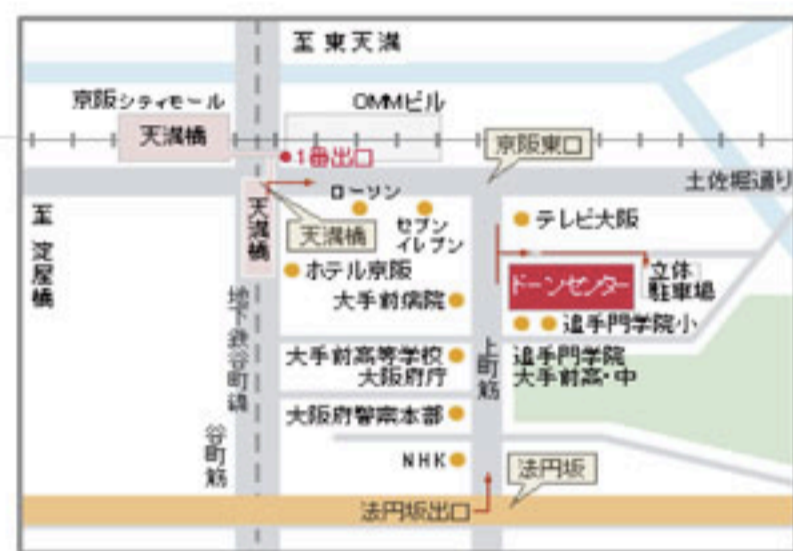 至 東天満
京阪シティモール
OMMビル
天満橋
京阪東口
1番出口
土佐堀通り
ローソン
至 淀屋橋
天満橋
天満橋
セブン
イレブン
テレビ大阪
ホテル京阪
ドーンセンター
立体
駐車場
大手前病院
追手門学院小
地下鉄谷町線
上町筋
大手前高等学校
大阪府庁
追手門学院
大手前高・中
大阪府警察本部
谷町筋
NHK
法円坂
法円坂出口